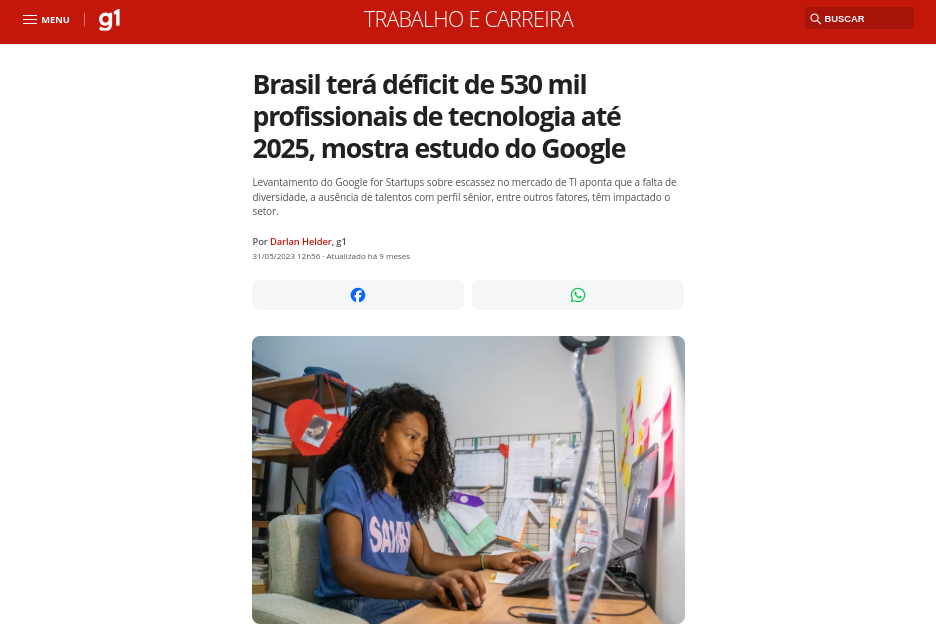 MENU
g1
TRABALHO E CARREIRA
BUSCAR
Brasil terá déficit de 530 mil
profissionais de tecnologia até
2025, mostra estudo do Google
Levantamento do Google for Startups sobre escassez no mercado de TI aponta que a falta de
diversidade, a ausência de talentos com perfil sênior, entre outros fatores, têm impactado o
setor.
Por Darlan Helder, g1
31/05/2023 12h56 · Atualizado há 9 meses